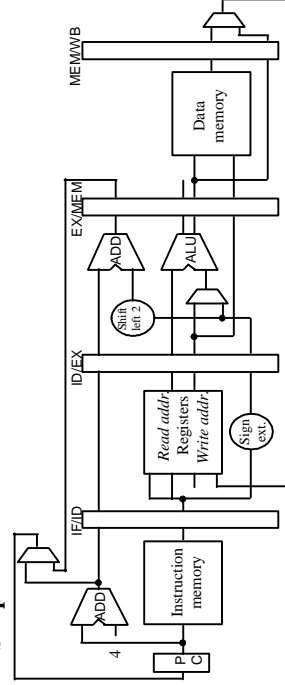 IF/ID
ID/EX
EX/MEM
MEM/WB
ADD
4
P
C
Instruction
memory
Read addr.
Registers
Write addr.
Sign
ext.
Shift
left 2
ADD
ALU
Data
memory